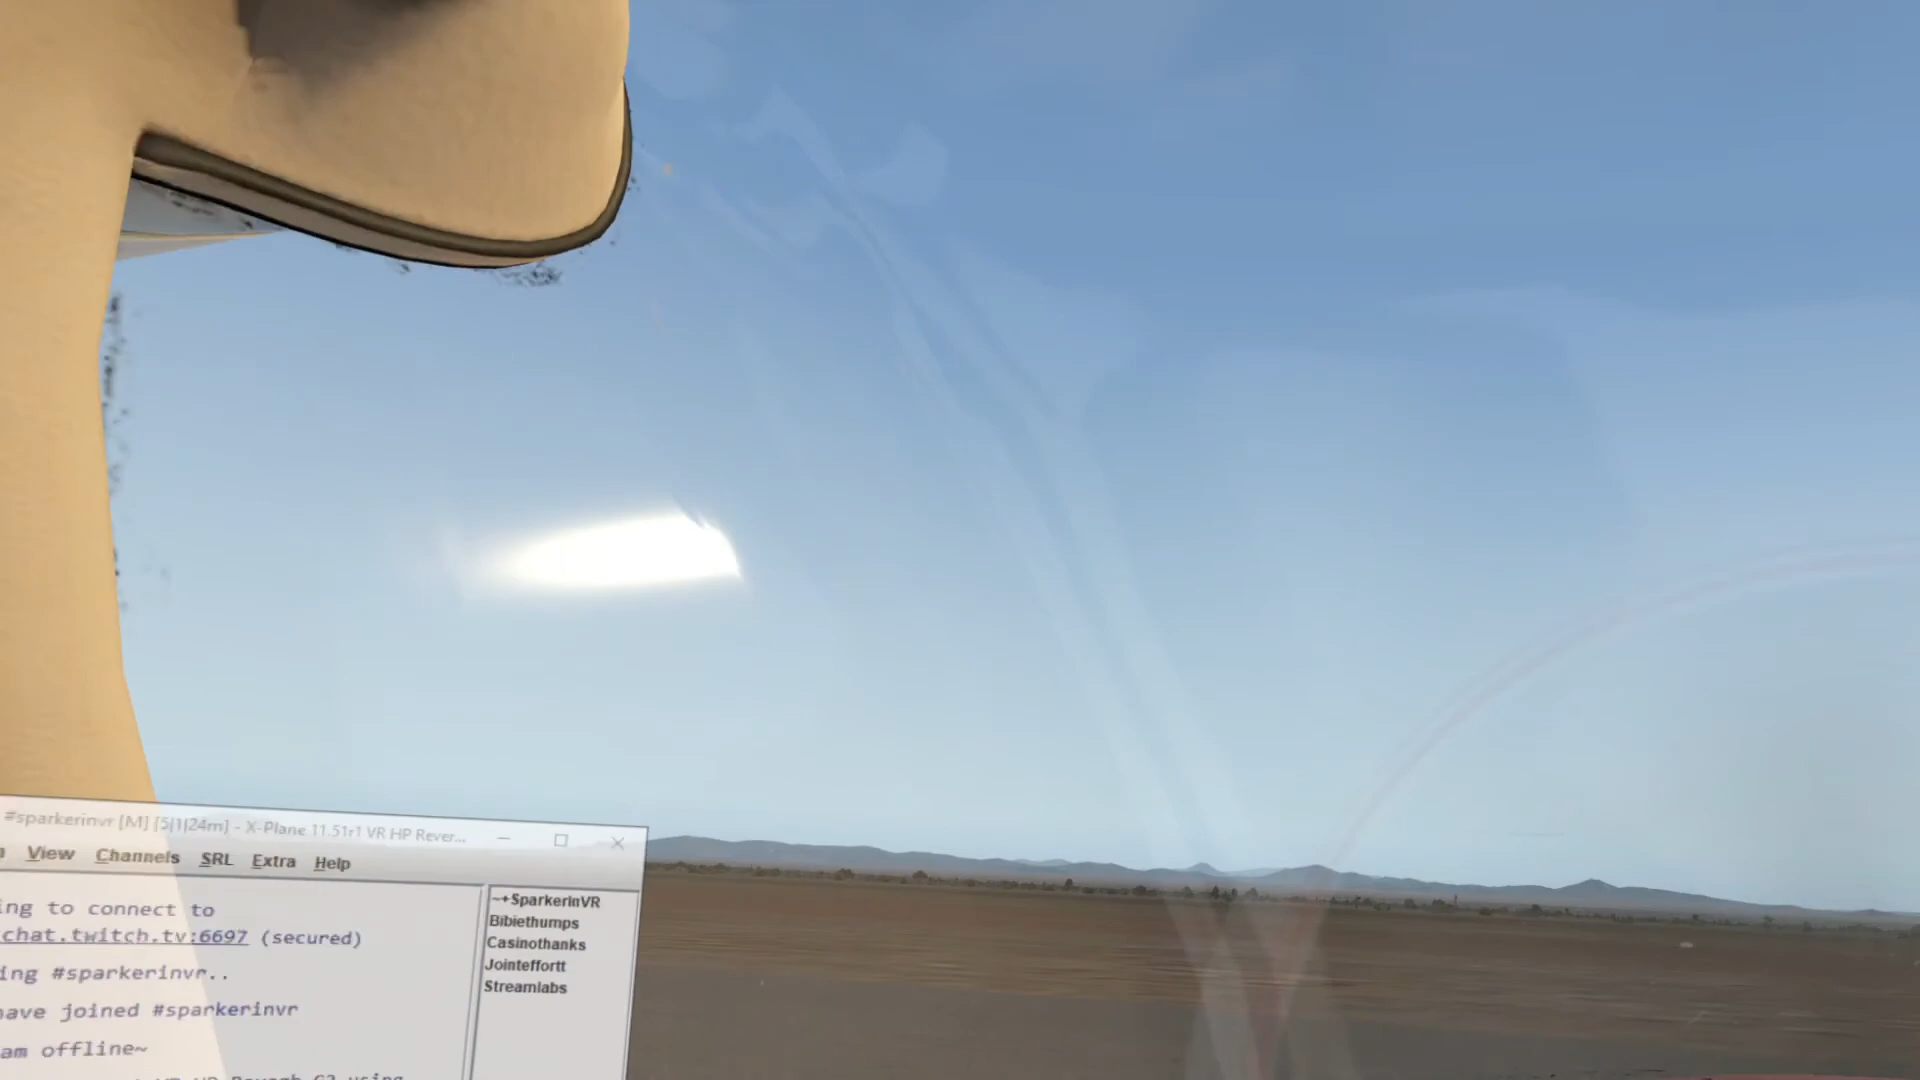 #sparkerinvr [M] [5|1|24m] - X-Plane 11.51r1 VR HP Rever...
View Channels SRL Extra Help
ing to connect to
chat.twitch.tv:6697 (secured)
ing #sparkerinvr..
have joined #sparkerinvr
am offline~
~+SparkerInVR
Bibiethumps
Casinothanks
Jointeffortt
Streamlabs